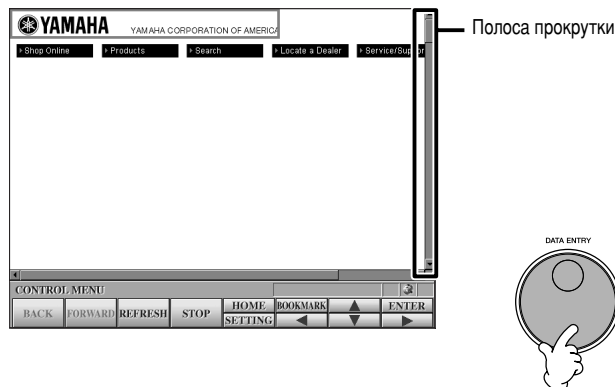 YAMAHA YAMAHA CORPORATION OF AMERICA
Полоса прокрутки
Shop Online Products Search Locate a Dealer Service/Suppor
DATA ENTRY
CONTROL MENU
BACK FORWARD REFRESH STOP HOME BOOKMARK ENTER
SETTING